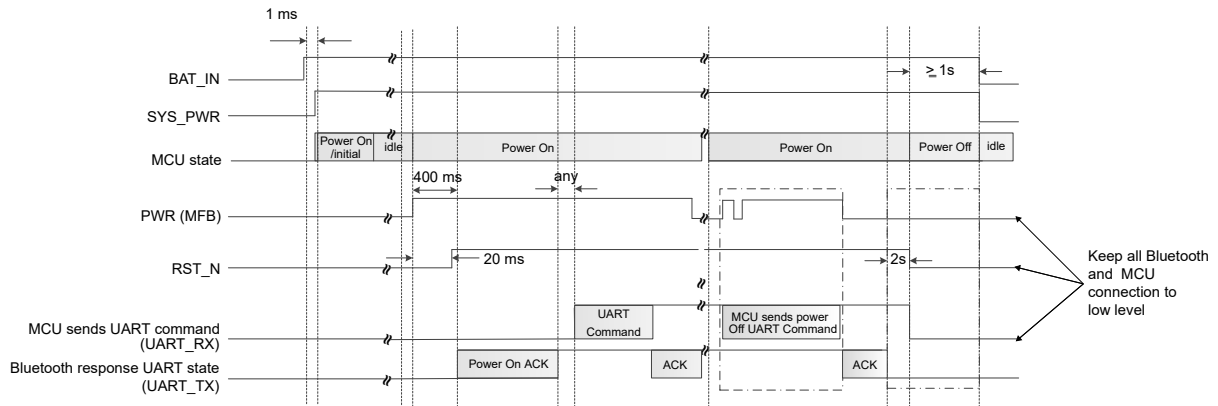 1 ms
BAT_IN
≥ 1s
SYS_PWR
MCU state
Power On
/initial
idle
Power On
Power On
Power Off
idle
400 ms
any
PWR (MFB)
RST_N
20 ms
2s
Keep all Bluetooth
and MCU
connection to
low level
MCU sends UART command
(UART_RX)
UART
Command
MCU sends power
Off UART Command
Bluetooth response UART state
(UART_TX)
Power On ACK
ACK
ACK